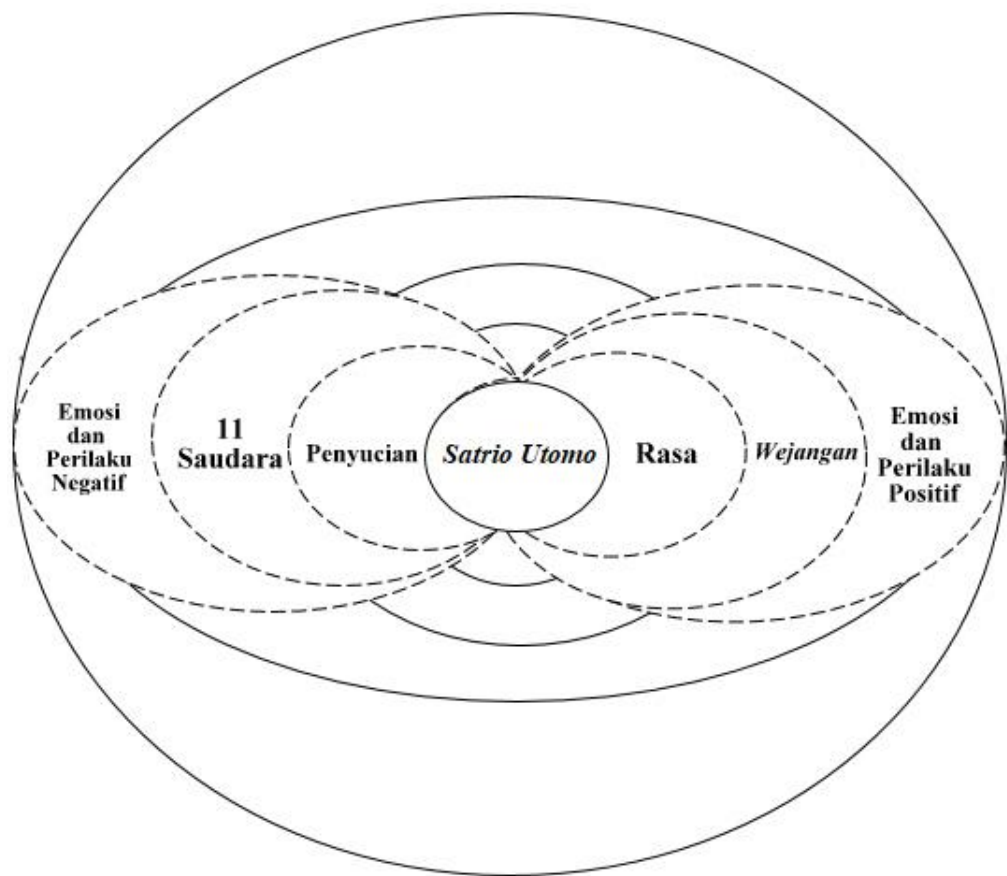 Emosi
dan
Perilaku
Negatif
11
Saudara
Penyucian
Satrio Utomo
Rasa
Wejangan
Emosi
dan
Perilaku
Positif